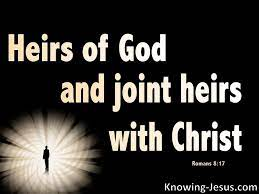 Heirs of God
and joint heirs
with Christ
Romans 8:17
Knowing-Jesus.com